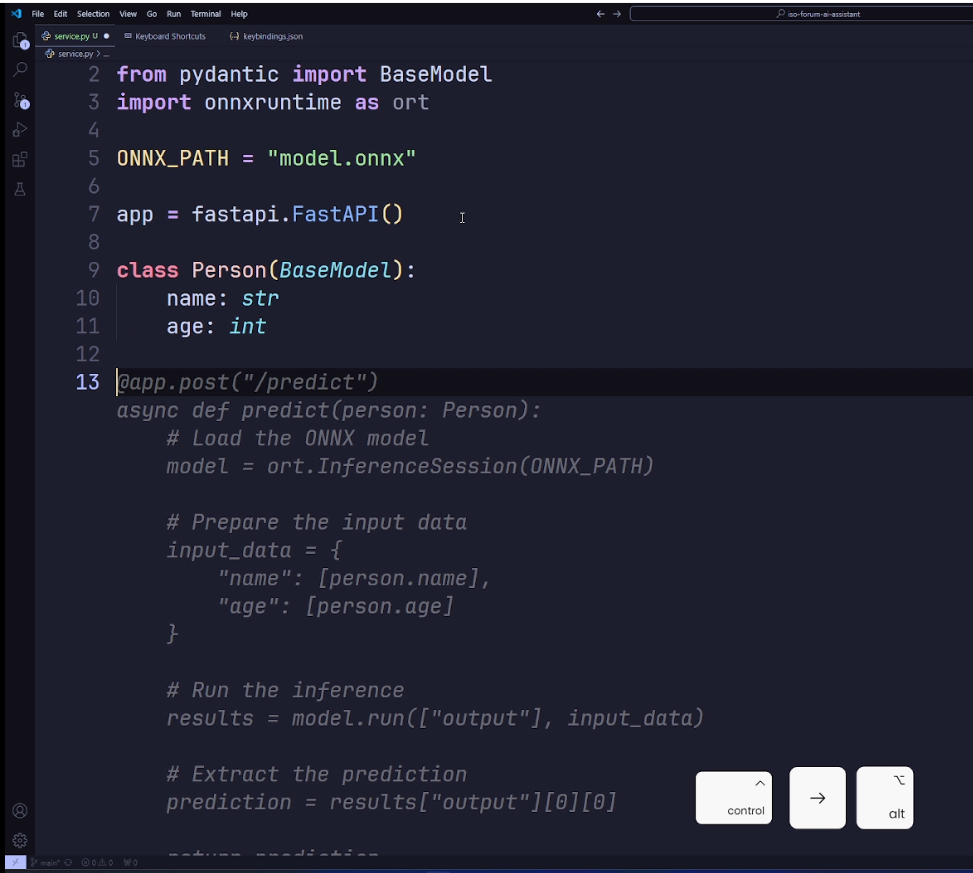 File Edit Selection View Go Run Terminal Help
← → iso-forum-ai-assistant
service.py U ● Keyboard Shortcuts {..} keybindings.json
service.py > ...
2 from pydantic import BaseModel
3 import onnxruntime as ort
4
5 ONNX_PATH = "model.onnx"
6
7 app = fastapi.FastAPI()
8
9 class Person(BaseModel):
10     name: str
11     age: int
12
13 @app.post("/predict")
async def predict(person: Person):
    # Load the ONNX model
    model = ort.InferenceSession(ONNX_PATH)
    # Prepare the input data
    input_data = {
        "name": [person.name],
        "age": [person.age]
    }
    # Run the inference
    results = model.run(["output"], input_data)
    # Extract the prediction
    prediction = results["output"][0][0]
    return prediction
control → alt
main* 0 0 0